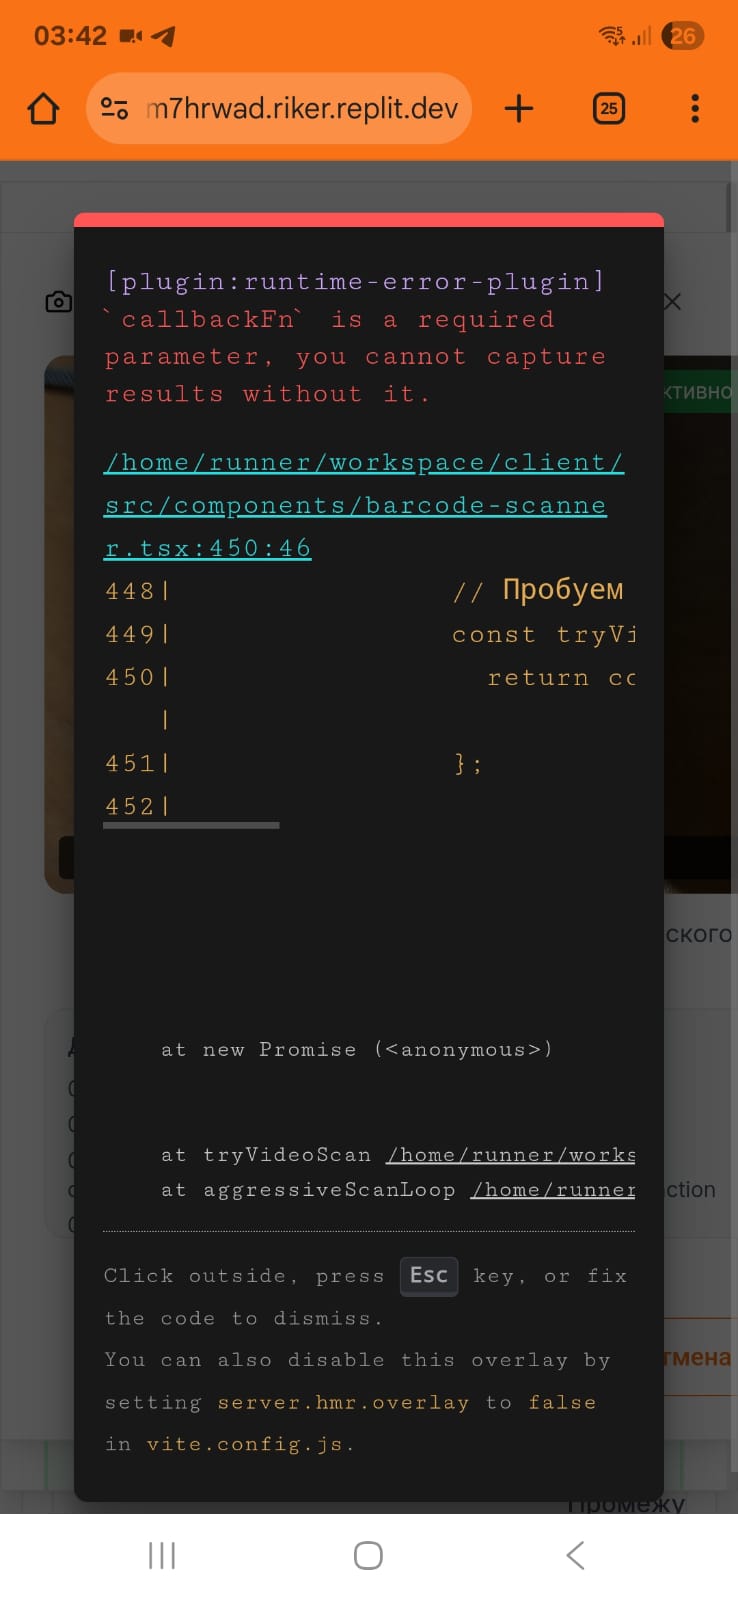 03:42
26
m7hrwad.riker.replit.dev
25
[plugin:runtime-error-plugin]
`callbackFn` is a required
parameter, you cannot capture
results without it.
/home/runner/workspace/client/
src/components/barcode-scanne
r.tsx:450:46
448| // Пробуем
449| const tryVi
450| return co
|
451| };
452|
ктивно
ского
at new Promise (<anonymous>)
at tryVideoScan /home/runner/works
at aggressiveScanLoop /home/runner
ction
Click outside, press Esc key, or fix
the code to dismiss.
You can also disable this overlay by
setting server.hmr.overlay to false
in vite.config.js.
тмена
Промежу